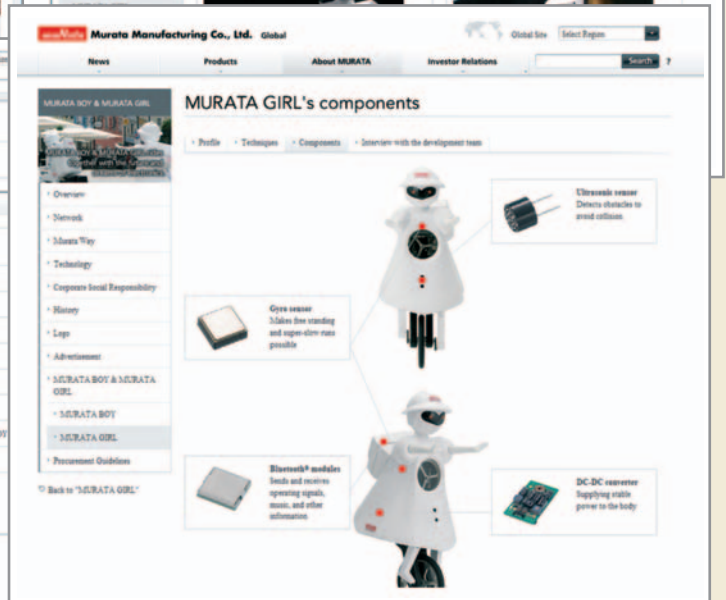 muRata Murata Manufacturing Co., Ltd. Global
Global Site Select Region
News Products About MURATA Investor Relations Search ?
MURATA BOY & MURATA GIRL
MURATA GIRL's components
Profile Techniques Components Interview with the development team
Overview
Network
Murata Way
Technology
Corporate Social Responsibility
History
Logo
Advertisement
MURATA BOY & MURATA
GIRL
MURATA BOY
MURATA GIRL
Procurement Guidelines
Back to "MURATA GIRL"
Ultrasonic sensor
Detects obstacles to
avoid collision
Gyro sensor
Makes free standing
and super-slow runs
possible
Bluetooth® modules
Sends and receives
operating signals,
music, and other
information
DC-DC converter
Supplying stable
power to the body